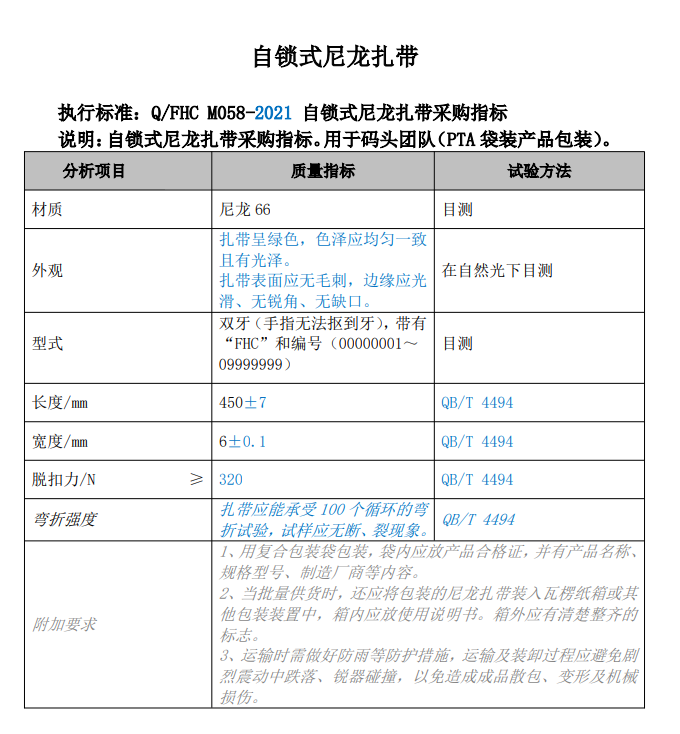 自锁式尼龙扎带
执行标准：Q/FHC M058-2021 自锁式尼龙扎带采购指标
说明：自锁式尼龙扎带采购指标。用于码头团队（PTA 袋装产品包装）。
分析项目 质量指标 试验方法
材质 尼龙 66 目测
外观
扎带呈绿色，色泽应均匀一致
且有光泽。
扎带表面应无毛刺，边缘应光
滑、无锐角、无缺口。
在自然光下目测
型式
双牙（手指无法抠到牙），带有
“FHC”和编号（00000001～
09999999）
目测
长度/mm 450±7 QB/T 4494
宽度/mm 6±0.1 QB/T 4494
脱扣力/N ≥ 320 QB/T 4494
弯折强度
扎带应能承受 100 个循环的弯
折试验，试样应无断、裂现象。
QB/T 4494
附加要求
1、用复合包装袋包装，袋内应放产品合格证，并有产品名称、
规格型号、制造厂商等内容。
2、当批量供货时，还应将包装的尼龙扎带装入瓦楞纸箱或其
他包装装置中，箱内应放使用说明书。箱外应有清楚整齐的
标志。
3、运输时需做好防雨等防护措施，运输及装卸过程应避免剧
烈震动中跌落、锐器碰撞，以免造成成品散包、变形及机械
损伤。